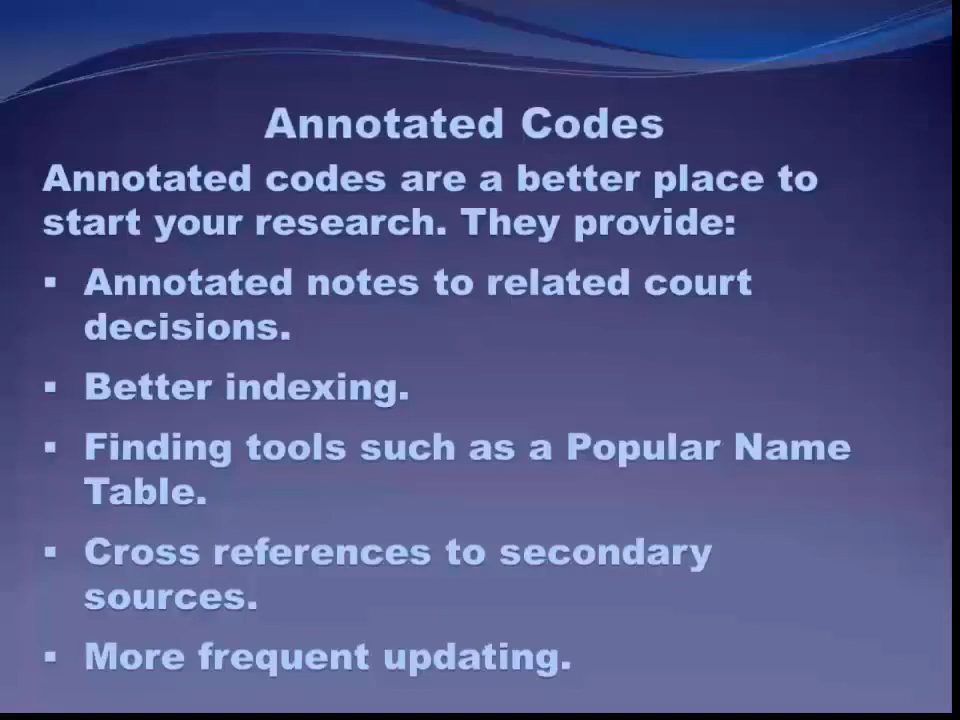 Annotated Codes
Annotated codes are a better place to
start your research. They provide:
▪ Annotated notes to related court
decisions.
▪ Better indexing.
▪ Finding tools such as a Popular Name
Table.
▪ Cross references to secondary
sources.
▪ More frequent updating.